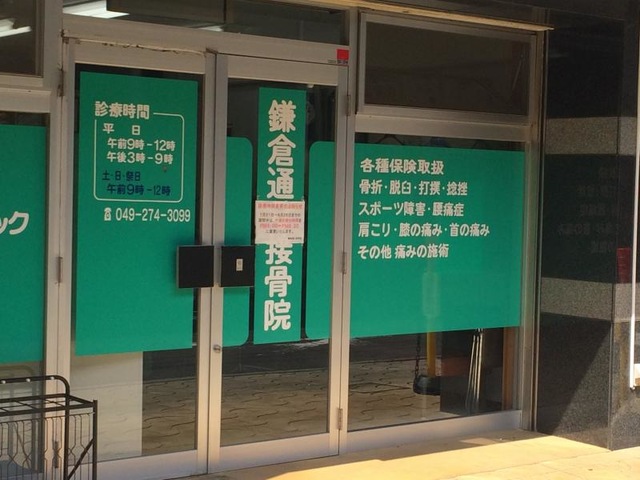 ック
診療時間
平 日
午前9時-12時
午後3時-9時
土・日・祭日
午前9時-12時
☎ 049-274-3099
鎌倉通
接骨院
各種保険取扱
骨折・脱臼・打撲・捻挫
スポーツ障害・腰痛症
肩こり・膝の痛み・首の痛み
その他 痛みの施術